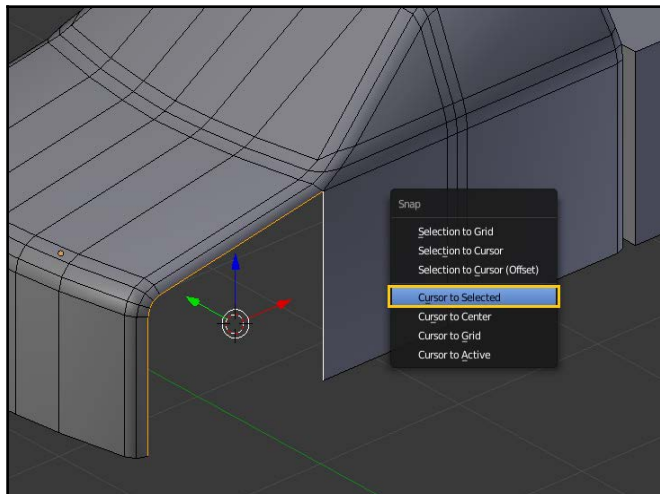 Snap
Selection to Grid
Selection to Cursor
Selection to Cursor (Offset)
Cursor to Selected
Cursor to Center
Cursor to Grid
Cursor to Active